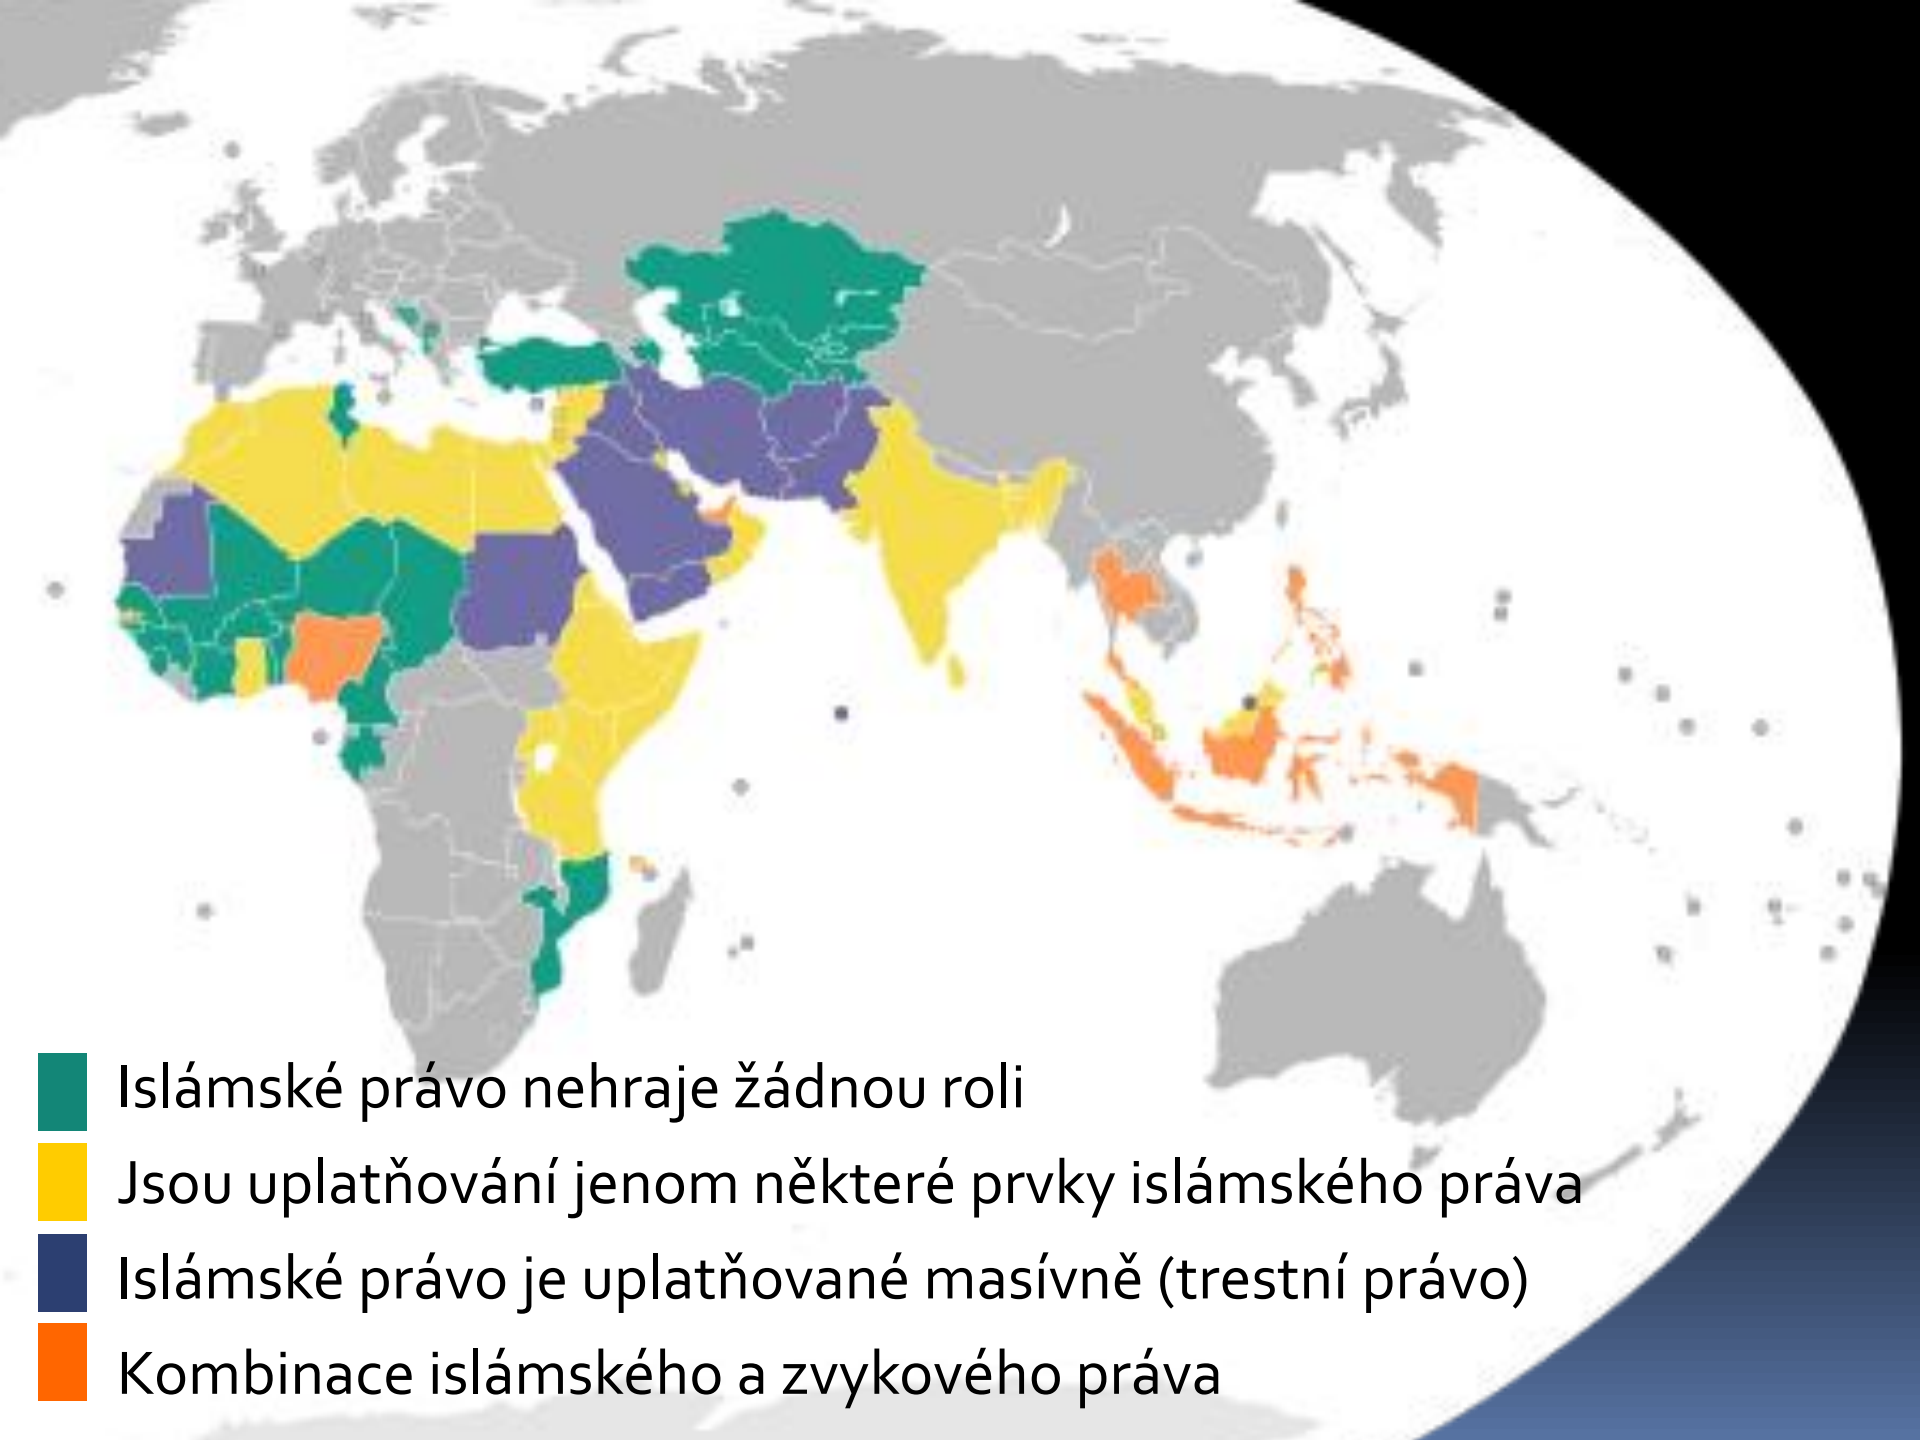 Islámské právo nehraje žádnou roli
Jsou uplatňování jenom některé prvky islámského práva
Islámské právo je uplatňované masívně (trestní právo)
Kombinace islámského a zvykového práva